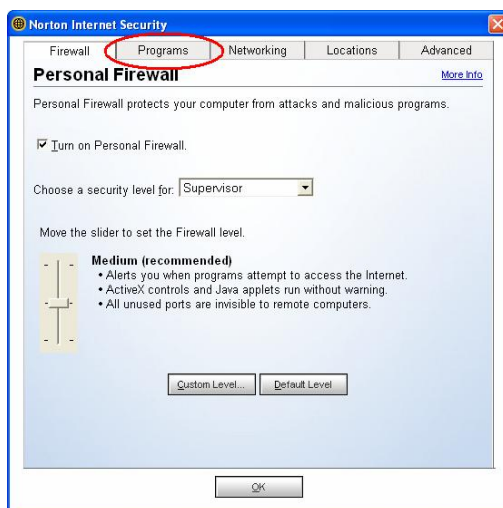 Norton Internet Security
Firewall Programs Networking Locations Advanced
Personal Firewall More Info
Personal Firewall protects your computer from attacks and malicious programs.
Turn on Personal Firewall.
Choose a security level for: Supervisor
Move the slider to set the Firewall level.
Medium (recommended)
• Alerts you when programs attempt to access the Internet.
• ActiveX controls and Java applets run without warning.
• All unused ports are invisible to remote computers.
Custom Level... Default Level
OK